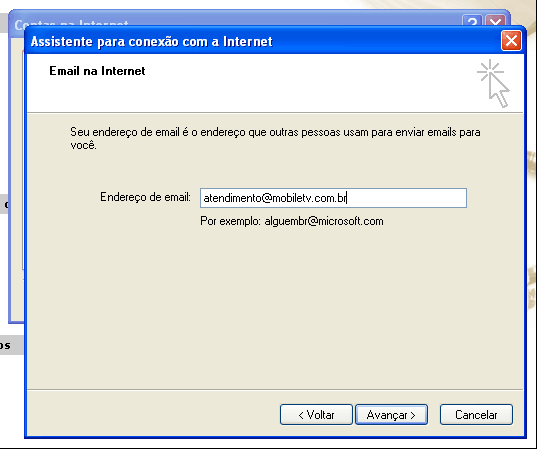 Contas na Internet
Assistente para conexão com a Internet
Email na Internet
Seu endereço de email é o endereço que outras pessoas usam para enviar emails para
você.
Endereço de email: atendimento@mobiletv.com.br
Por exemplo: alguembr@microsoft.com
os
< Voltar Avançar > Cancelar